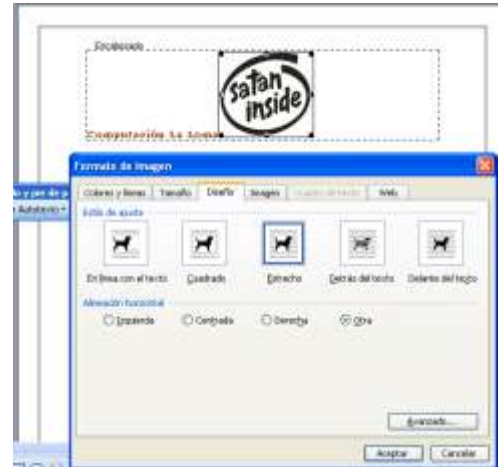 Encabezado
satan
inside
Computación La Loma
Formato de imagen
Colores y líneas Tamaño Diseño Imagen Cuadro de texto Web
Estilo de ajuste
En línea con el texto Cuadrado Estrecho Detrás del texto Delante del texto
Alineación horizontal
Izquierda Centrada Derecha Otra
Autotexto
Avanzado...
Aceptar Cancelar